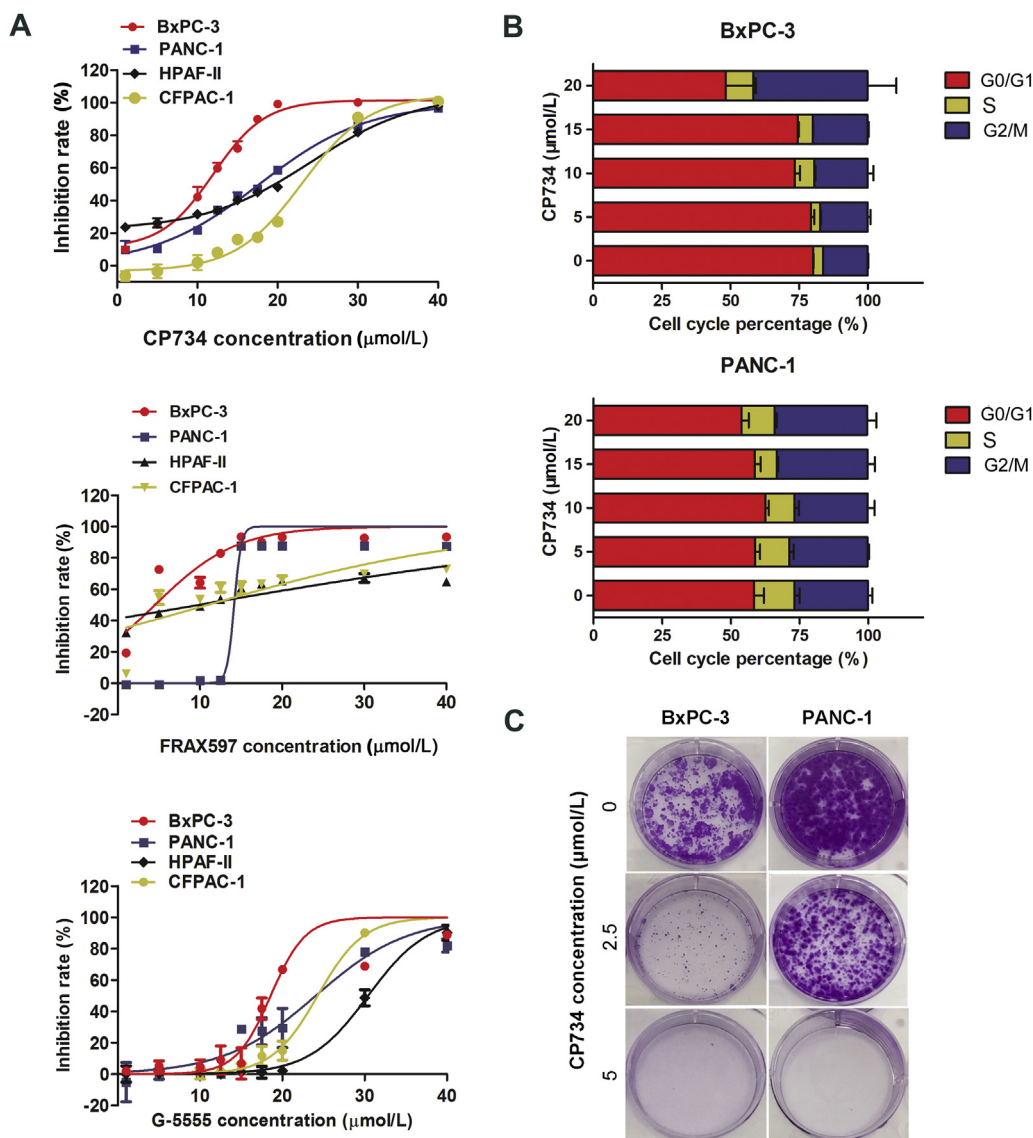 A
BxPC-3
PANC-1
HPAF-II
CFPAC-1
120
100
80
60
40
20
0
0
10
20
30
40
Inhibition rate (%)
CP734 concentration (μmol/L)
BxPC-3
PANC-1
HPAF-II
CFPAC-1
120
100
80
60
40
20
0
-20
10
20
30
40
Inhibition rate (%)
FRAX597 concentration (μmol/L)
BxPC-3
PANC-1
HPAF-II
CFPAC-1
120
100
80
60
40
20
0
-20
10
20
30
40
Inhibition rate (%)
G-5555 concentration (μmol/L)
B
BxPC-3
G0/G1
S
G2/M
20
15
10
5
0
CP734 (μmol/L)
0
25
50
75
100
Cell cycle percentage (%)
PANC-1
G0/G1
S
G2/M
20
15
10
5
0
CP734 (μmol/L)
0
25
50
75
100
Cell cycle percentage (%)
C
BxPC-3
PANC-1
CP734 concentration (μmol/L)
0
2.5
5